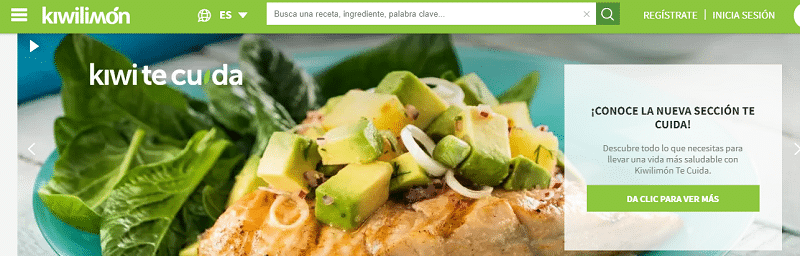 kiwilimón
ES
Busca una receta, ingrediente, palabra clave...
REGÍSTRATE | INICIA SESIÓN
kiwi te cuida
¡CONOCE LA NUEVA SECCIÓN TE
CUIDA!
Descubre todo lo que necesitas para
llevar una vida más saludable con
Kiwilimón Te Cuida.
DA CLIC PARA VER MÁS